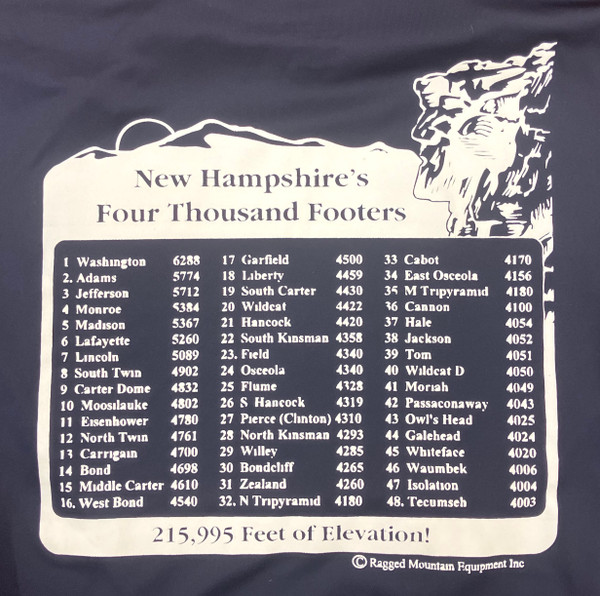 New Hampshire's
Four Thousand Footers
1 Washington 6288
2. Adams 5774
3 Jefferson 5712
4 Monroe 5384
5 Madison 5367
6 Lafayette 5260
7 Lincoln 5089
8 South Twin 4902
9 Carter Dome 4832
10 Moosilauke 4802
11 Eisenhower 4780
12 North Twin 4761
13 Carrigain 4700
14 Bond 4698
15 Middle Carter 4610
16. West Bond 4540
17 Garfield 4500
18 Liberty 4459
19 South Carter 4430
20 Wildcat 4422
21 Hancock 4420
22 South Kinsman 4358
23. Field 4340
24 Osceola 4340
25 Flume 4328
26 S Hancock 4319
27 Pierce (Clinton) 4310
28 North Kinsman 4293
29 Willey 4285
30 Bondcliff 4265
31 Zealand 4260
32. N Tripyramid 4180
33 Cabot 4170
34 East Osceola 4156
35 M Tripyramid 4180
36 Cannon 4100
37 Hale 4054
38 Jackson 4052
39 Tom 4051
40 Wildcat D 4050
41 Moriah 4049
42 Passaconaway 4043
43 Owl's Head 4025
44 Galehead 4024
45 Whiteface 4020
46 Waumbek 4006
47 Isolation 4004
48. Tecumseh 4003
215,995 Feet of Elevation!
© Ragged Mountain Equipment Inc